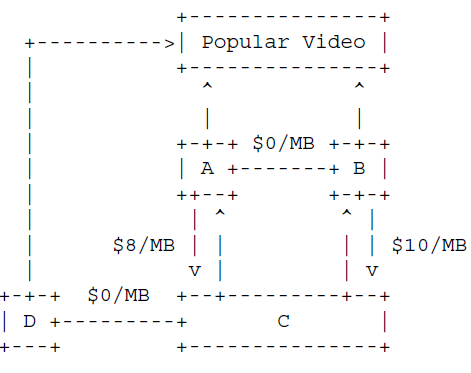 Popular Video
$0/MB
A B
$8/MB $10/MB
$0/MB
D C